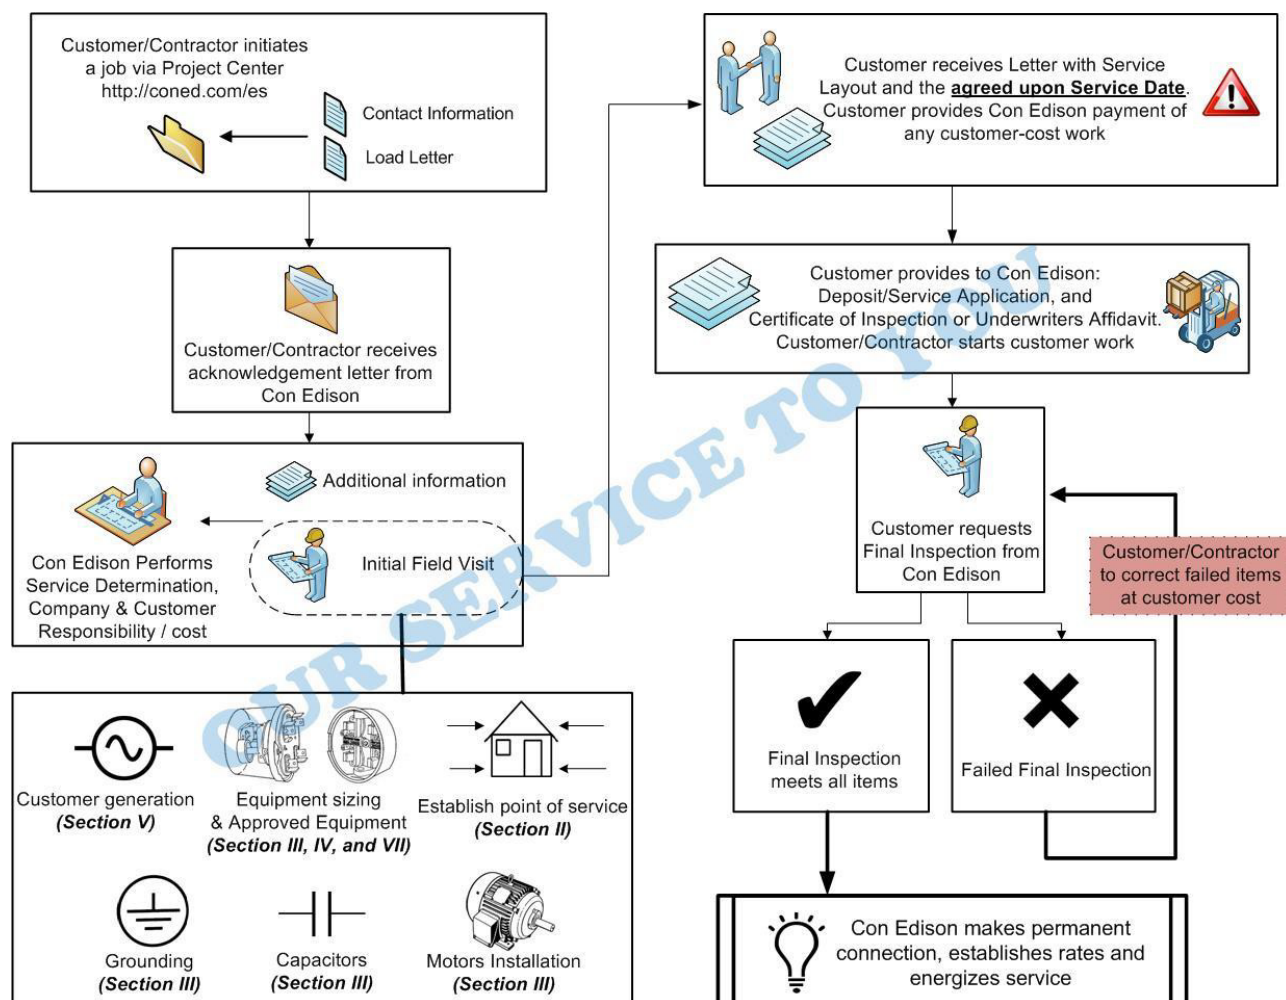 Customer/Contractor initiates
a job via Project Center
http://coned.com/es
Contact Information
Load Letter
Customer/Contractor receives
acknowledgement letter from
Con Edison
Additional information
Initial Field Visit
Con Edison Performs
Service Determination,
Company & Customer
Responsibility / cost
Customer generation
(Section V)
Equipment sizing
& Approved Equipment
(Section III, IV, and VII)
Establish point of service
(Section II)
Grounding
(Section III)
Capacitors
(Section III)
Motors Installation
(Section III)
Customer receives Letter with Service
Layout and the agreed upon Service Date.
Customer provides Con Edison payment of
any customer-cost work
Customer provides to Con Edison:
Deposit/Service Application, and
Certificate of Inspection or Underwriters Affidavit.
Customer/Contractor starts customer work
Customer requests
Final Inspection from
Con Edison
Customer/Contractor
to correct failed items
at customer cost
Final Inspection
meets all items
Failed Final Inspection
Con Edison makes permanent
connection, establishes rates and
energizes service
OUR SERVICE TO YOU